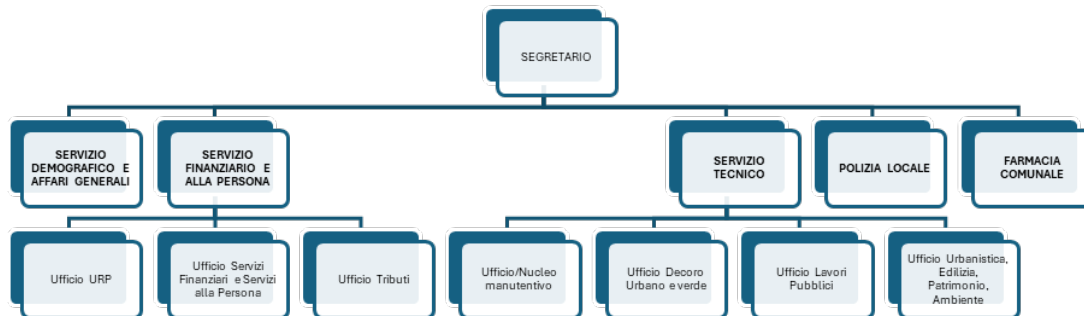 SEGRETARIO
SERVIZIO
DEMOGRAFICO E
AFFARI GENERALI
SERVIZIO
FINANZIARIO E
ALLA PERSONA
SERVIZIO
TECNICO
POLIZIA LOCALE
FARMACIA
COMUNALE
Ufficio URP
Ufficio Servizi
Finanziari e Servizi
alla Persona
Ufficio Tributi
Ufficio/Nucleo
manutentivo
Ufficio Decoro
Urbano e verde
Ufficio Lavori
Pubblici
Ufficio Urbanistica,
Edilizia,
Patrimonio,
Ambiente